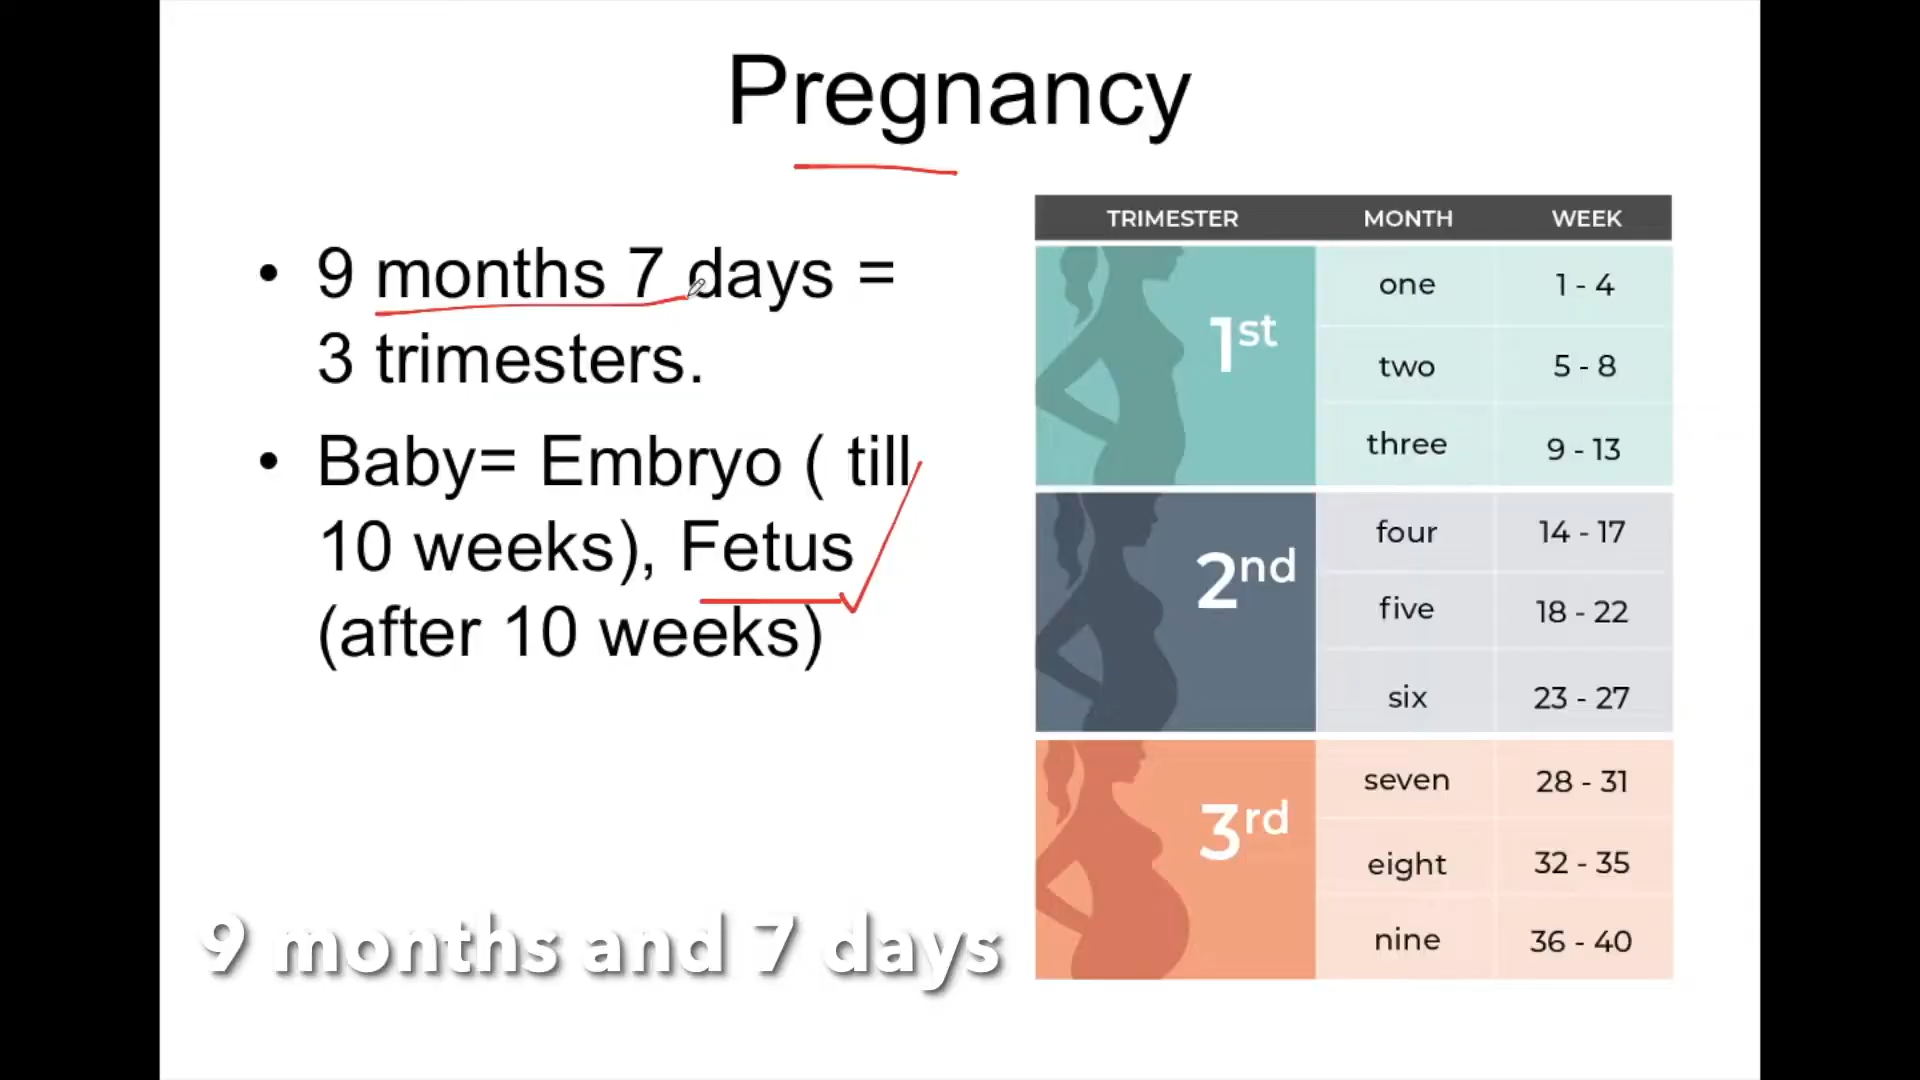 Pregnancy
• 9 months 7 days =
3 trimesters.
• Baby= Embryo ( till
10 weeks), Fetus
(after 10 weeks)
9 months and 7 days
TRIMESTER MONTH WEEK
1st
one 1 - 4
two 5 - 8
three 9 - 13
2nd
four 14 - 17
five 18 - 22
six 23 - 27
3rd
seven 28 - 31
eight 32 - 35
nine 36 - 40